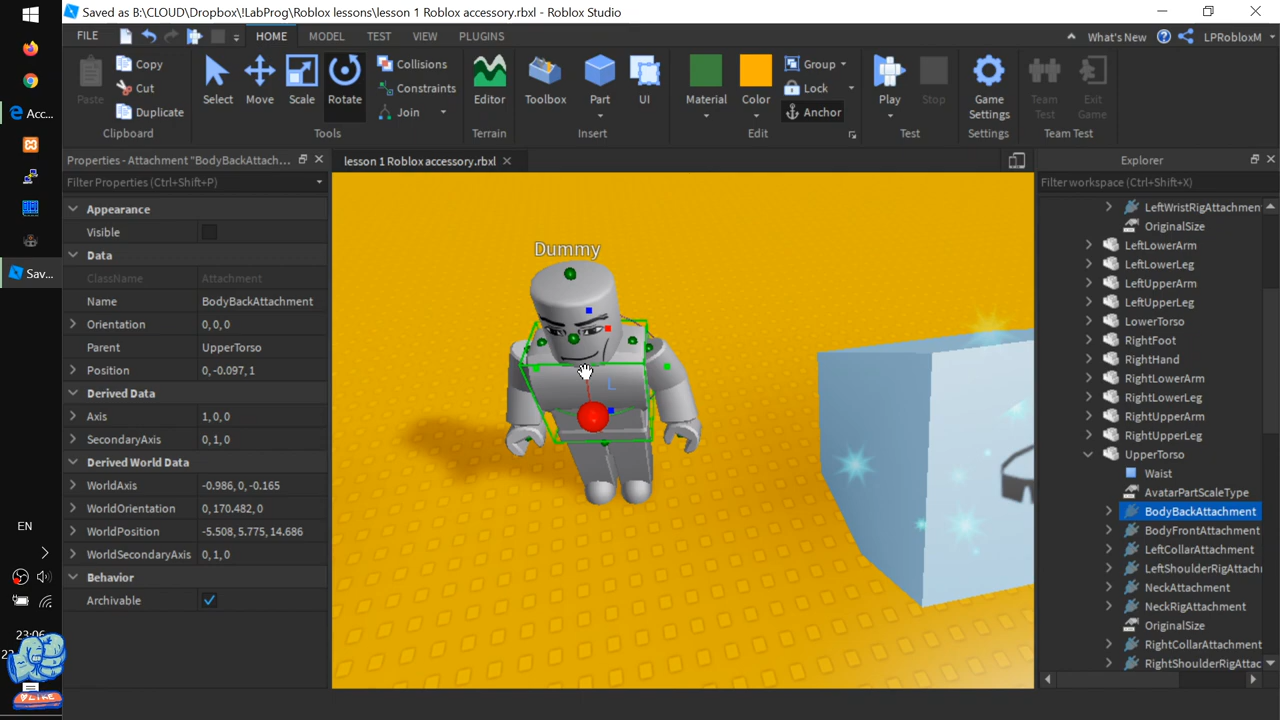 Saved as B:\CLOUD\Dropbox\!LabProg\Roblox lessons\lesson 1 Roblox accessory.rbxl - Roblox Studio
FILE HOME MODEL TEST VIEW PLUGINS What's New LPRobloxM
Paste Copy Cut Duplicate Select Move Scale Rotate Collisions Constraints Join Editor Toolbox Part UI Material Color Group Lock Anchor Play Stop Game Settings Team Test Exit Game
Clipboard Tools Terrain Insert Edit Test Settings Team Test
Properties - Attachment "BodyBackAttach...
Filter Properties (Ctrl+Shift+P)
Appearance
Visible
Data
ClassName Attachment
Name BodyBackAttachment
Orientation 0, 0, 0
Parent UpperTorso
Position 0, -0.097, 1
Derived Data
Axis 1, 0, 0
SecondaryAxis 0, 1, 0
Derived World Data
WorldAxis -0.986, 0, -0.165
WorldOrientation 0, 170.482, 0
WorldPosition -5.508, 5.775, 14.686
WorldSecondaryAxis 0, 1, 0
Behavior
Archivable
lesson 1 Roblox accessory.rbxl
Dummy
L
Explorer
Filter workspace (Ctrl+Shift+X)
LeftWristRigAttachmen
OriginalSize
LeftLowerArm
LeftLowerLeg
LeftUpperArm
LeftUpperLeg
LowerTorso
RightFoot
RightHand
RightLowerArm
RightLowerLeg
RightUpperArm
RightUpperLeg
UpperTorso
Waist
AvatarPartScaleType
BodyBackAttachment
BodyFrontAttachment
LeftCollarAttachment
LeftShoulderRigAttachn
NeckAttachment
NeckRigAttachment
OriginalSize
RightCollarAttachment
RightShoulderRigAttac
Acc...
Sav...
EN
23:06
LIKE